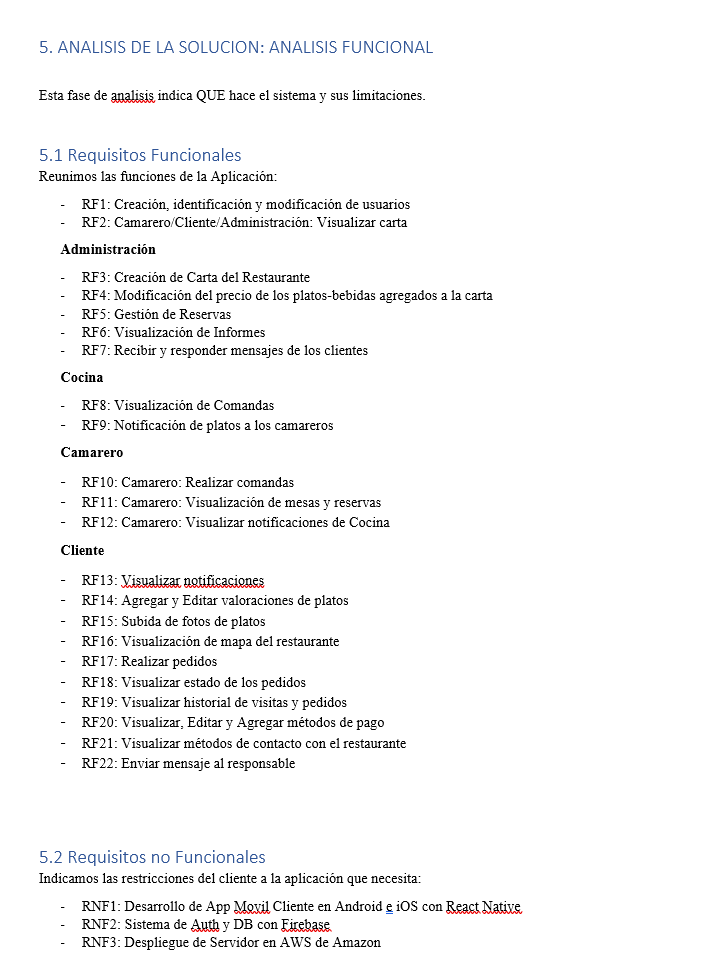 5. ANALISIS DE LA SOLUCION: ANALISIS FUNCIONAL
Esta fase de analisis indica QUE hace el sistema y sus limitaciones.
5.1 Requisitos Funcionales
Reunimos las funciones de la Aplicación:
- RF1: Creación, identificación y modificación de usuarios
- RF2: Camarero/Cliente/Administración: Visualizar carta
Administración
- RF3: Creación de Carta del Restaurante
- RF4: Modificación del precio de los platos-bebidas agregados a la carta
- RF5: Gestión de Reservas
- RF6: Visualización de Informes
- RF7: Recibir y responder mensajes de los clientes
Cocina
- RF8: Visualización de Comandas
- RF9: Notificación de platos a los camareros
Camarero
- RF10: Camarero: Realizar comandas
- RF11: Camarero: Visualización de mesas y reservas
- RF12: Camarero: Visualizar notificaciones de Cocina
Cliente
- RF13: Visualizar notificaciones
- RF14: Agregar y Editar valoraciones de platos
- RF15: Subida de fotos de platos
- RF16: Visualización de mapa del restaurante
- RF17: Realizar pedidos
- RF18: Visualizar estado de los pedidos
- RF19: Visualizar historial de visitas y pedidos
- RF20: Visualizar, Editar y Agregar métodos de pago
- RF21: Visualizar métodos de contacto con el restaurante
- RF22: Enviar mensaje al responsable
5.2 Requisitos no Funcionales
Indicamos las restricciones del cliente a la aplicación que necesita:
- RNF1: Desarrollo de App Movil Cliente en Android e iOS con React Native
- RNF2: Sistema de Auth y DB con Firebase
- RNF3: Despliegue de Servidor en AWS de Amazon